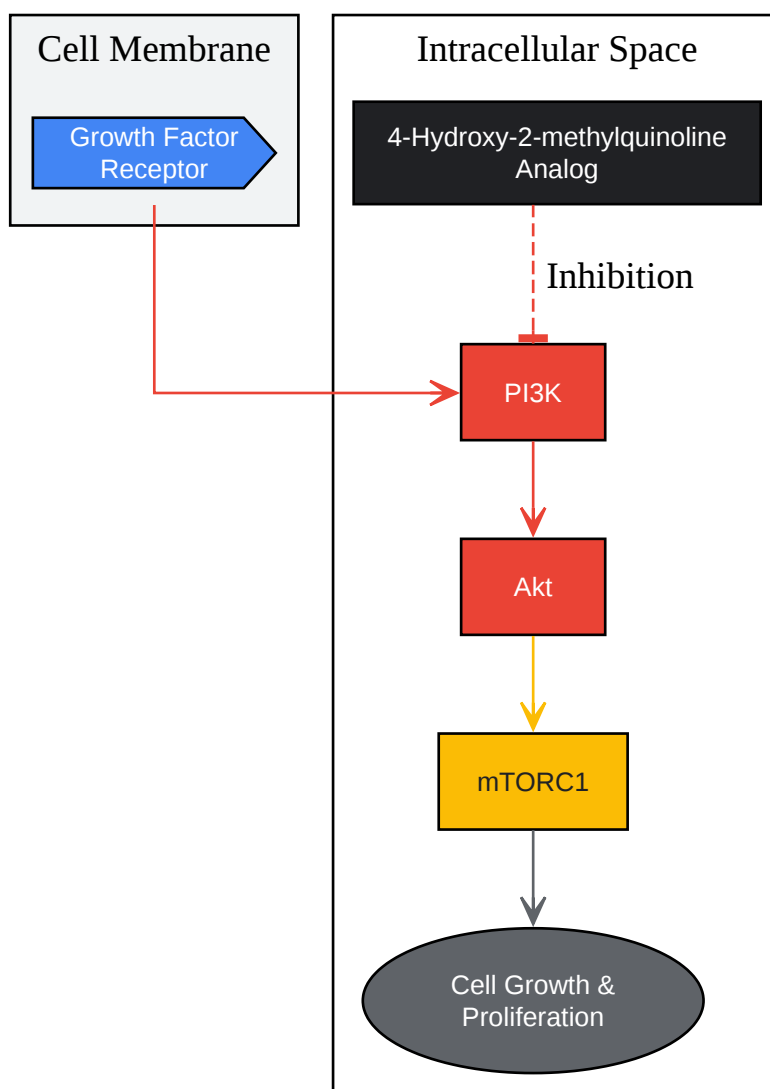 Cell Membrane
Growth Factor
Receptor
Intracellular Space
4-Hydroxy-2-methylquinoline
Analog
Inhibition
PI3K
Akt
mTORC1
Cell Growth &
Proliferation